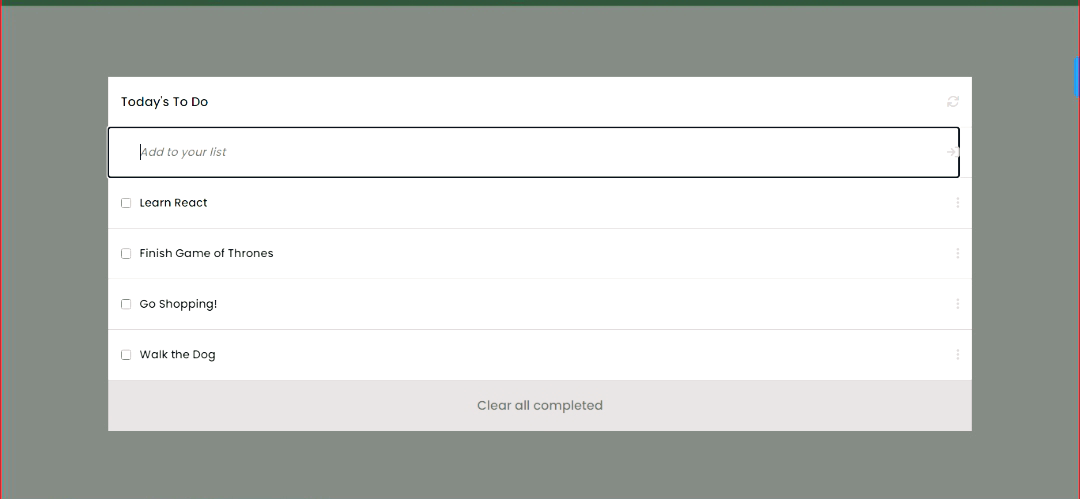 Today's To Do
Add to your list
Learn React
Finish Game of Thrones
Go Shopping!
Walk the Dog
Clear all completed